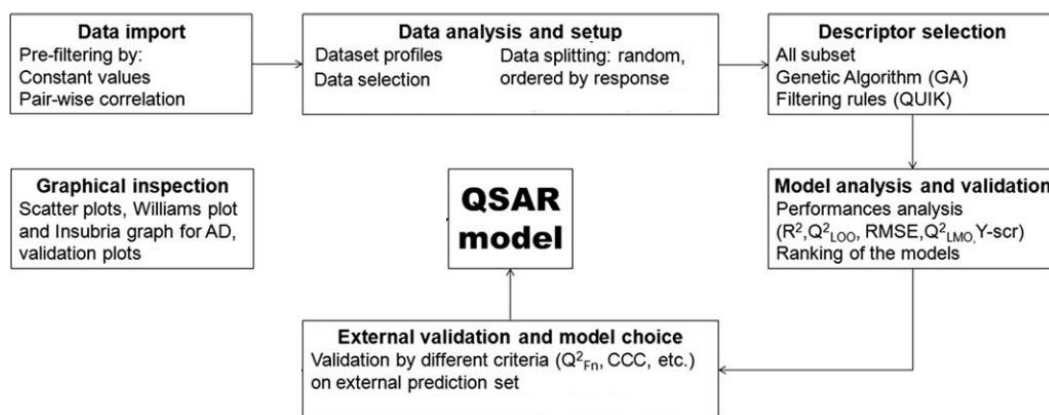 Data import
Pre-filtering by:
Constant values
Pair-wise correlation
Data analysis and setup
Dataset profiles
Data selection
Data splitting: random,
ordered by response
Descriptor selection
All subset
Genetic Algorithm (GA)
Filtering rules (QUIK)
Graphical inspection
Scatter plots, Williams plot
and Insubria graph for AD,
validation plots
QSAR
model
Model analysis and validation
Performances analysis
(R²,Q²LOO, RMSE,Q²LMO,Y-scr)
Ranking of the models
External validation and model choice
Validation by different criteria (Q²Fn, CCC, etc.)
on external prediction set